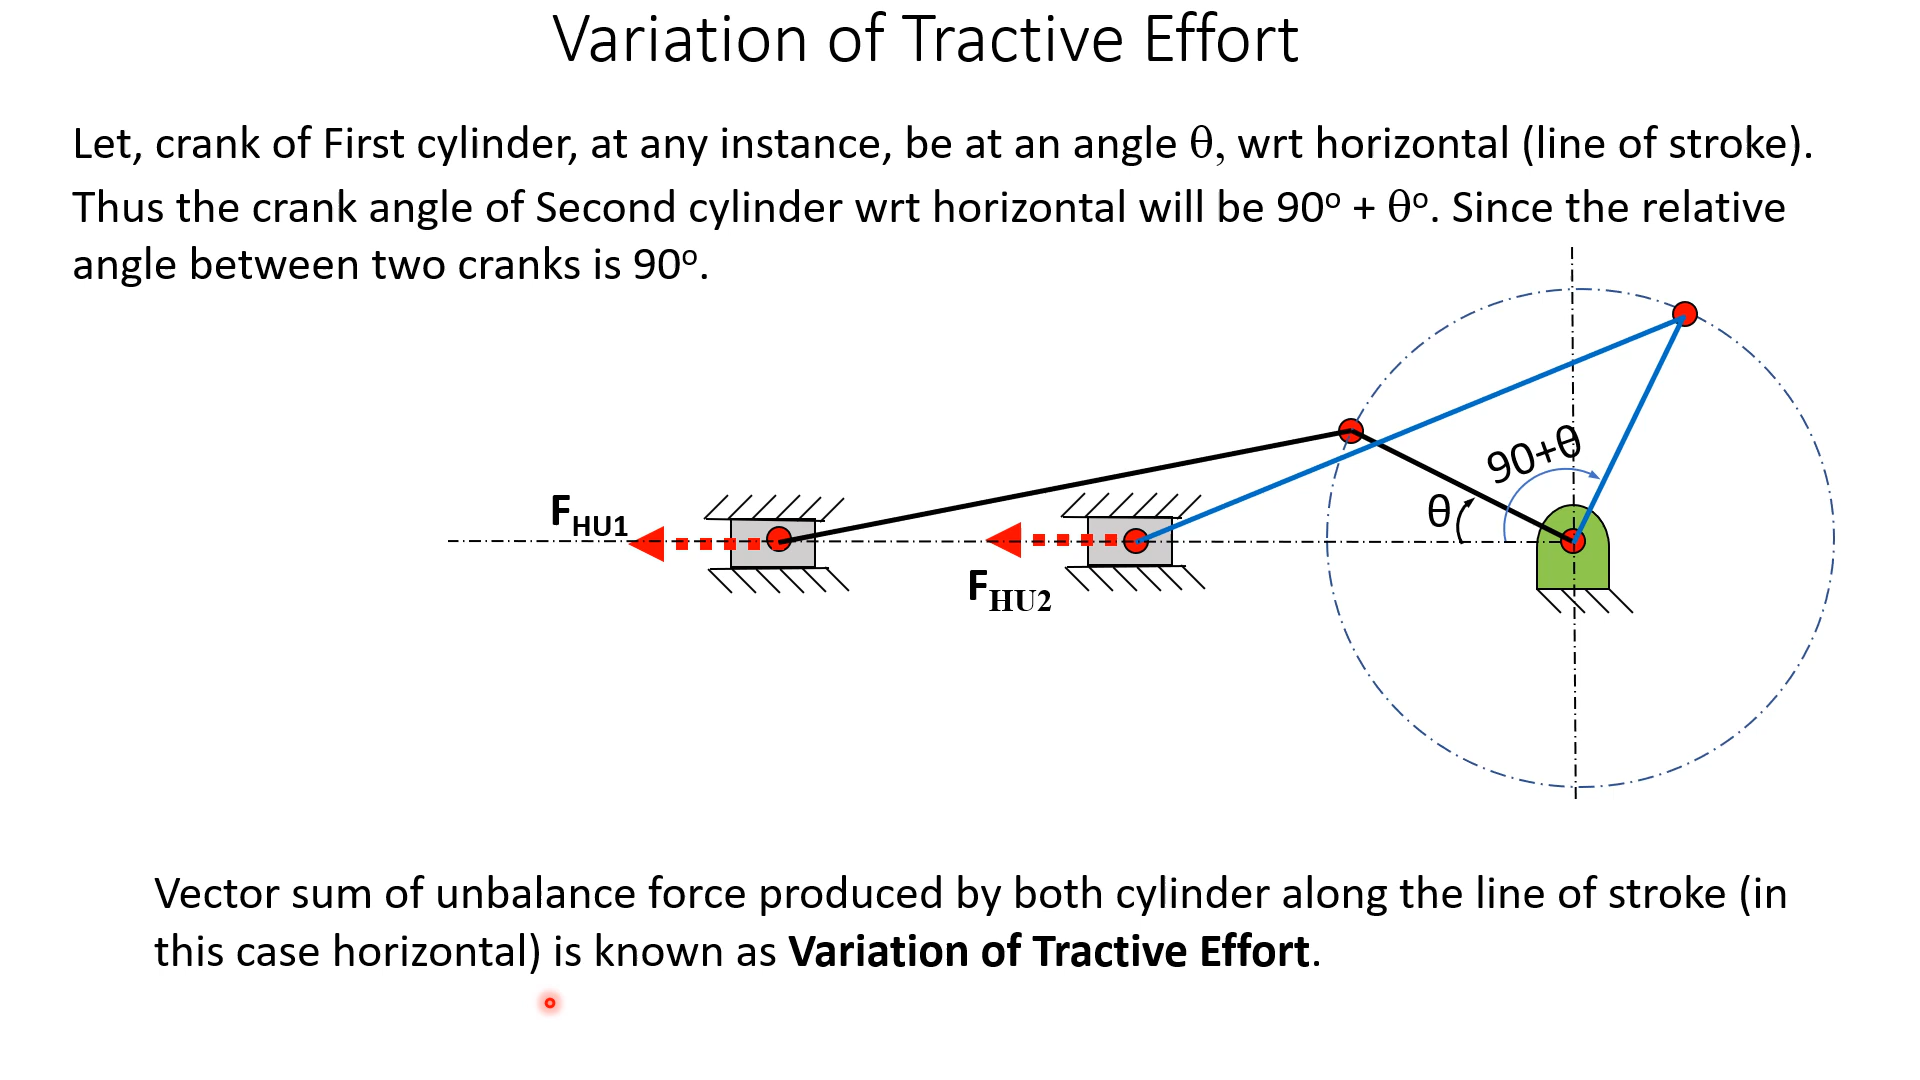 Variation of Tractive Effort
Let, crank of First cylinder, at any instance, be at an angle θ, wrt horizontal (line of stroke).
Thus the crank angle of Second cylinder wrt horizontal will be 90º + θº. Since the relative
angle between two cranks is 90º.
90+θ
θ
FHU1
FHU2
Vector sum of unbalance force produced by both cylinder along the line of stroke (in
this case horizontal) is known as Variation of Tractive Effort.